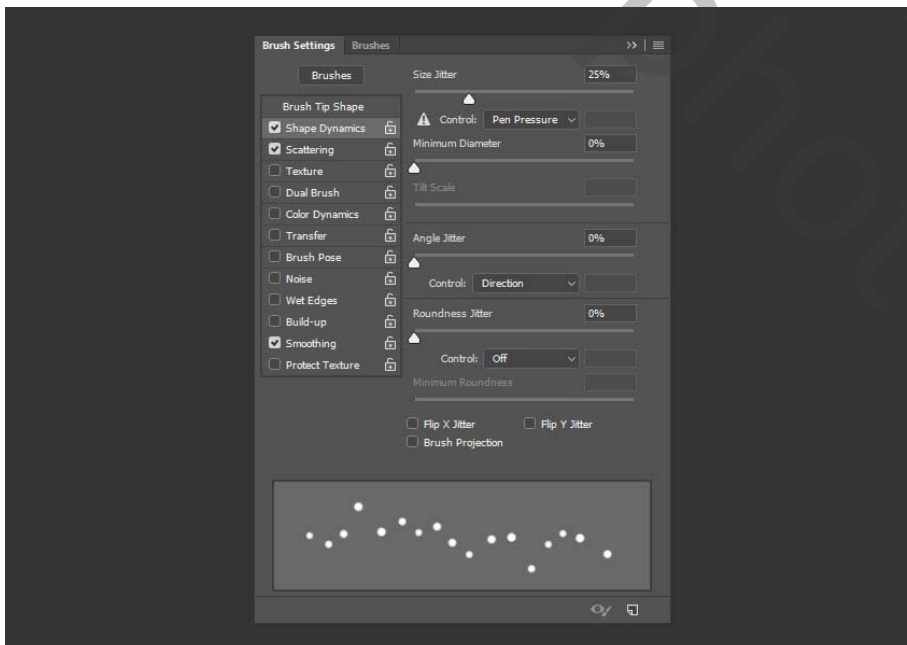 Brush Settings Brushes
Brushes
Size Jitter 25%
Brush Tip Shape
Control: Pen Pressure
Shape Dynamics
Minimum Diameter 0%
Scattering
Texture
Tilt Scale
Dual Brush
Color Dynamics
Transfer
Angle Jitter 0%
Brush Pose
Noise
Control: Direction
Wet Edges
Roundness Jitter 0%
Build-up
Smoothing
Control: Off
Protect Texture
Minimum Roundness
Flip X Jitter Flip Y Jitter
Brush Projection
phot